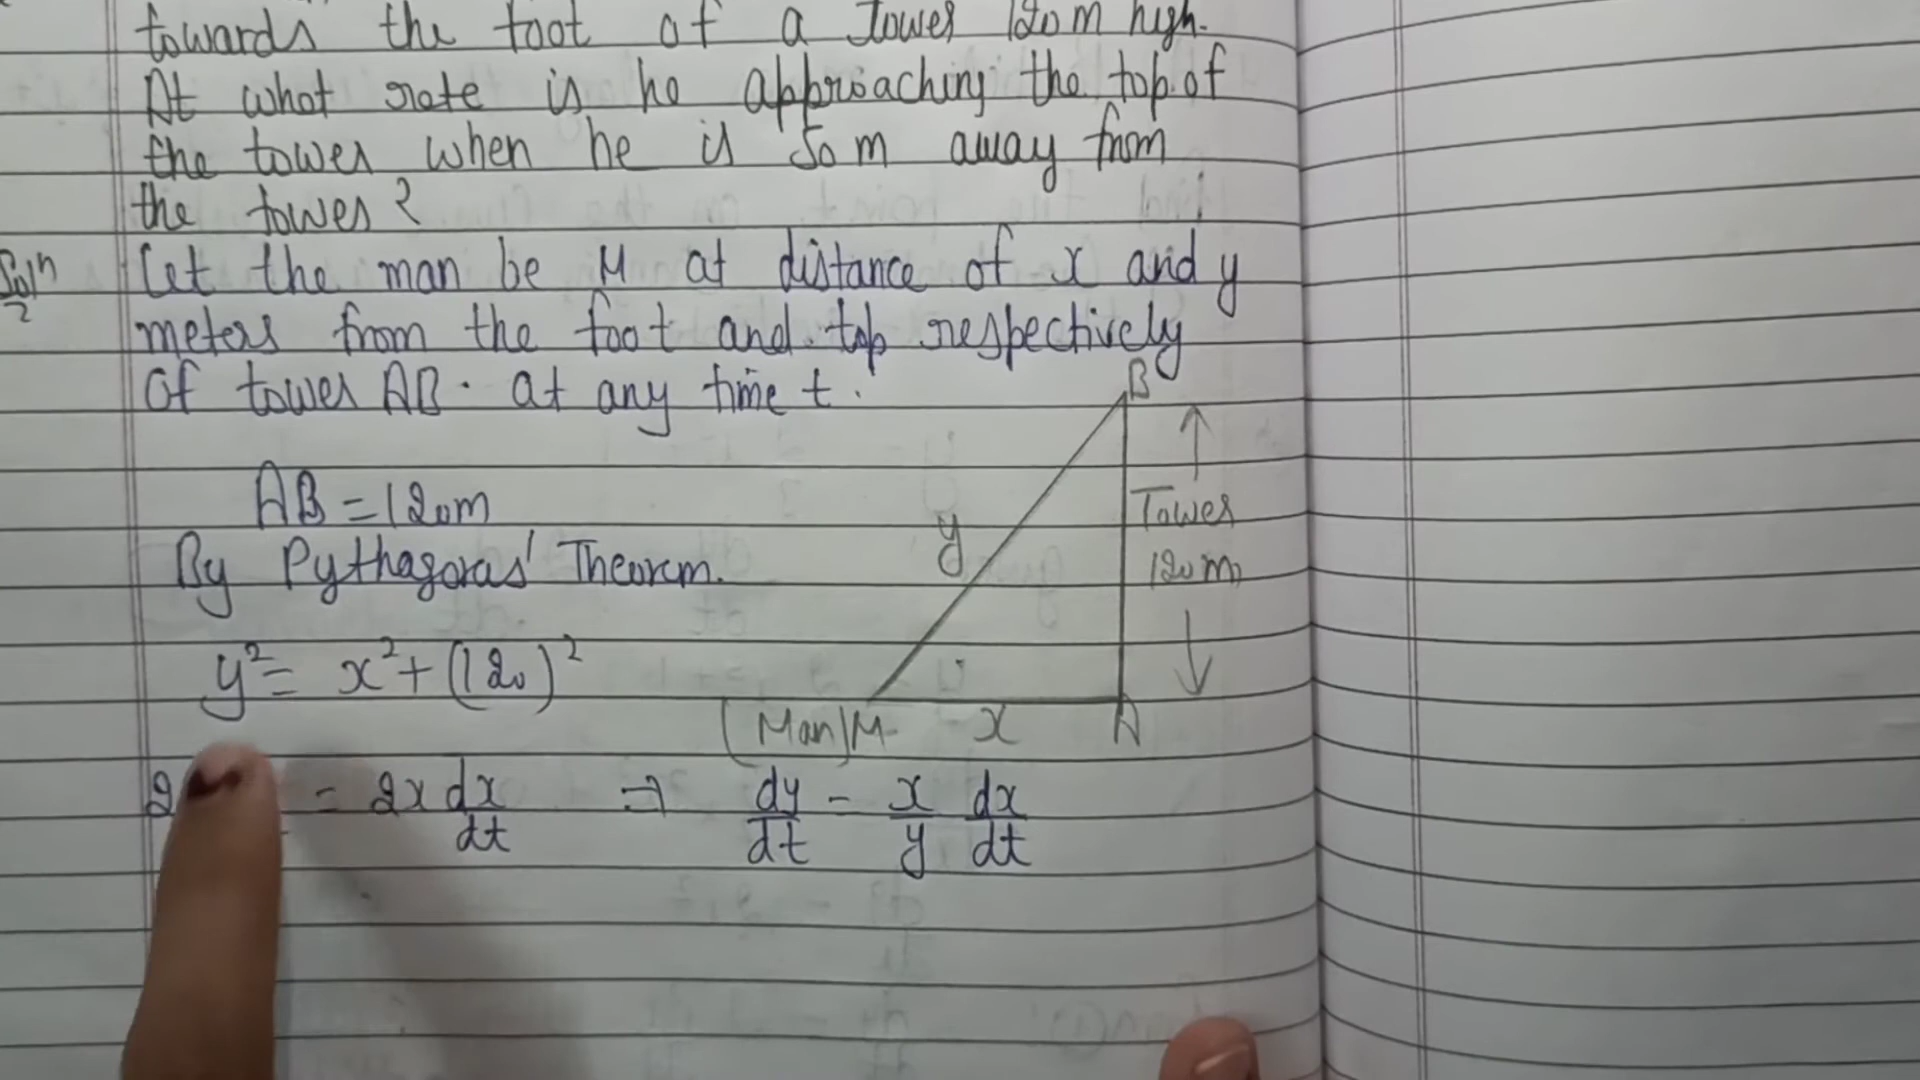 towards the foot of a Tower 120 m high.
At what rate is he approaching the top of
the tower when he is 50 m away from
the tower?
Soln Let the man be M at distance of x and y
meters from the foot and top respectively
Of tower AB. at any time t.
B
AB = 120m
Tower
y
120m
By Pythagoras' Theorem.
y² = x² + (120)²
(Man) M x A
2 = 2x dx/dt ⇒ dy/dt = x/y dx/dt